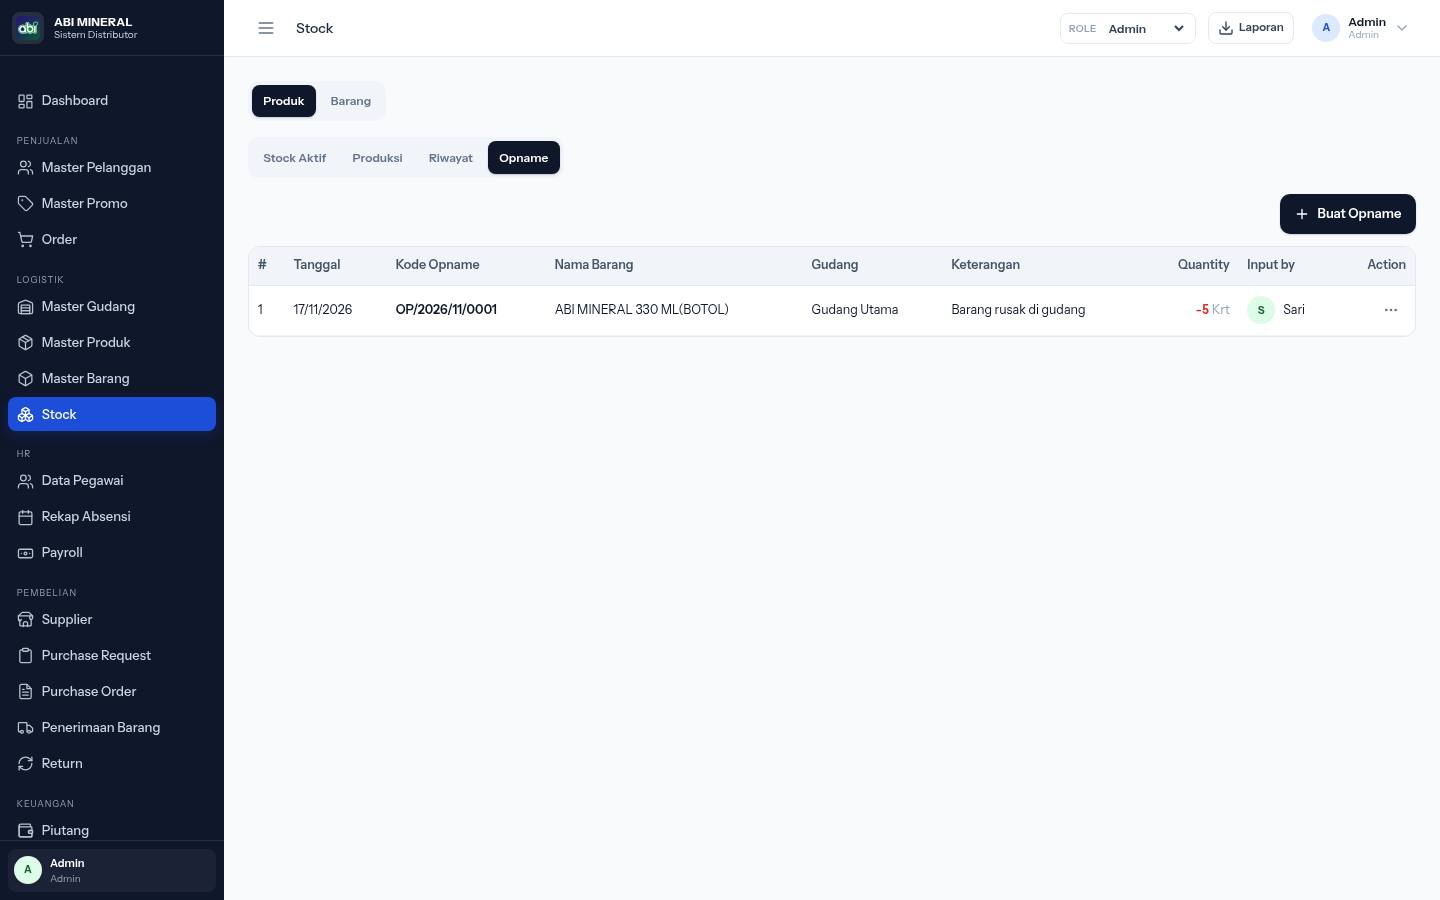 abi
ABI MINERAL
Sistem Distributor
Stock
ROLE Admin
Laporan
A
Admin
Admin
Dashboard
PENJUALAN
Master Pelanggan
Master Promo
Order
LOGISTIK
Master Gudang
Master Produk
Master Barang
Stock
HR
Data Pegawai
Rekap Absensi
Payroll
PEMBELIAN
Supplier
Purchase Request
Purchase Order
Penerimaan Barang
Return
KEUANGAN
Piutang
A
Admin
Admin
Produk Barang
Stock Aktif Produksi Riwayat Opname
+ Buat Opname
# Tanggal Kode Opname Nama Barang Gudang Keterangan Quantity Input by Action
1 17/11/2026 OP/2026/11/0001 ABI MINERAL 330 ML(BOTOL) Gudang Utama Barang rusak di gudang -5 Krt S Sari ...